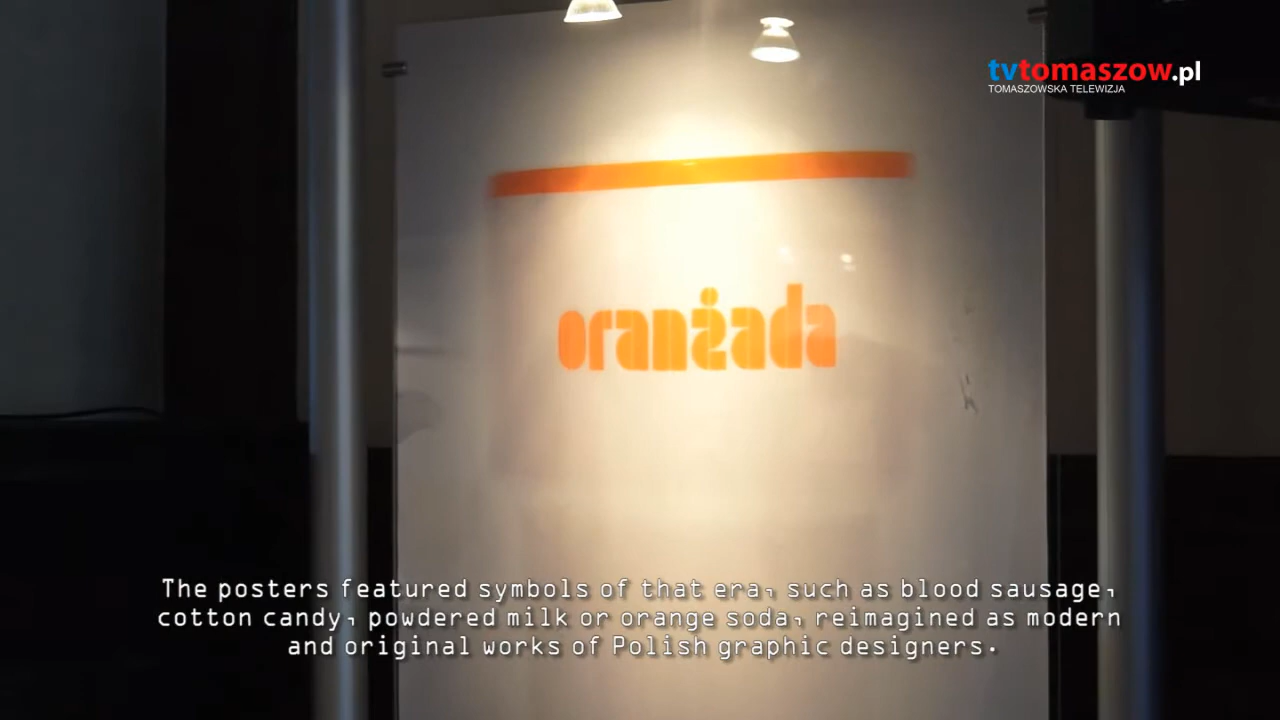 tvtomaszow.pl
TOMASZOWSKA TELEWIZJA
oranżada
The posters featured symbols of that era, such as blood sausage,
cotton candy, powdered milk or orange soda, reimagined as modern
and original works of Polish graphic designers.